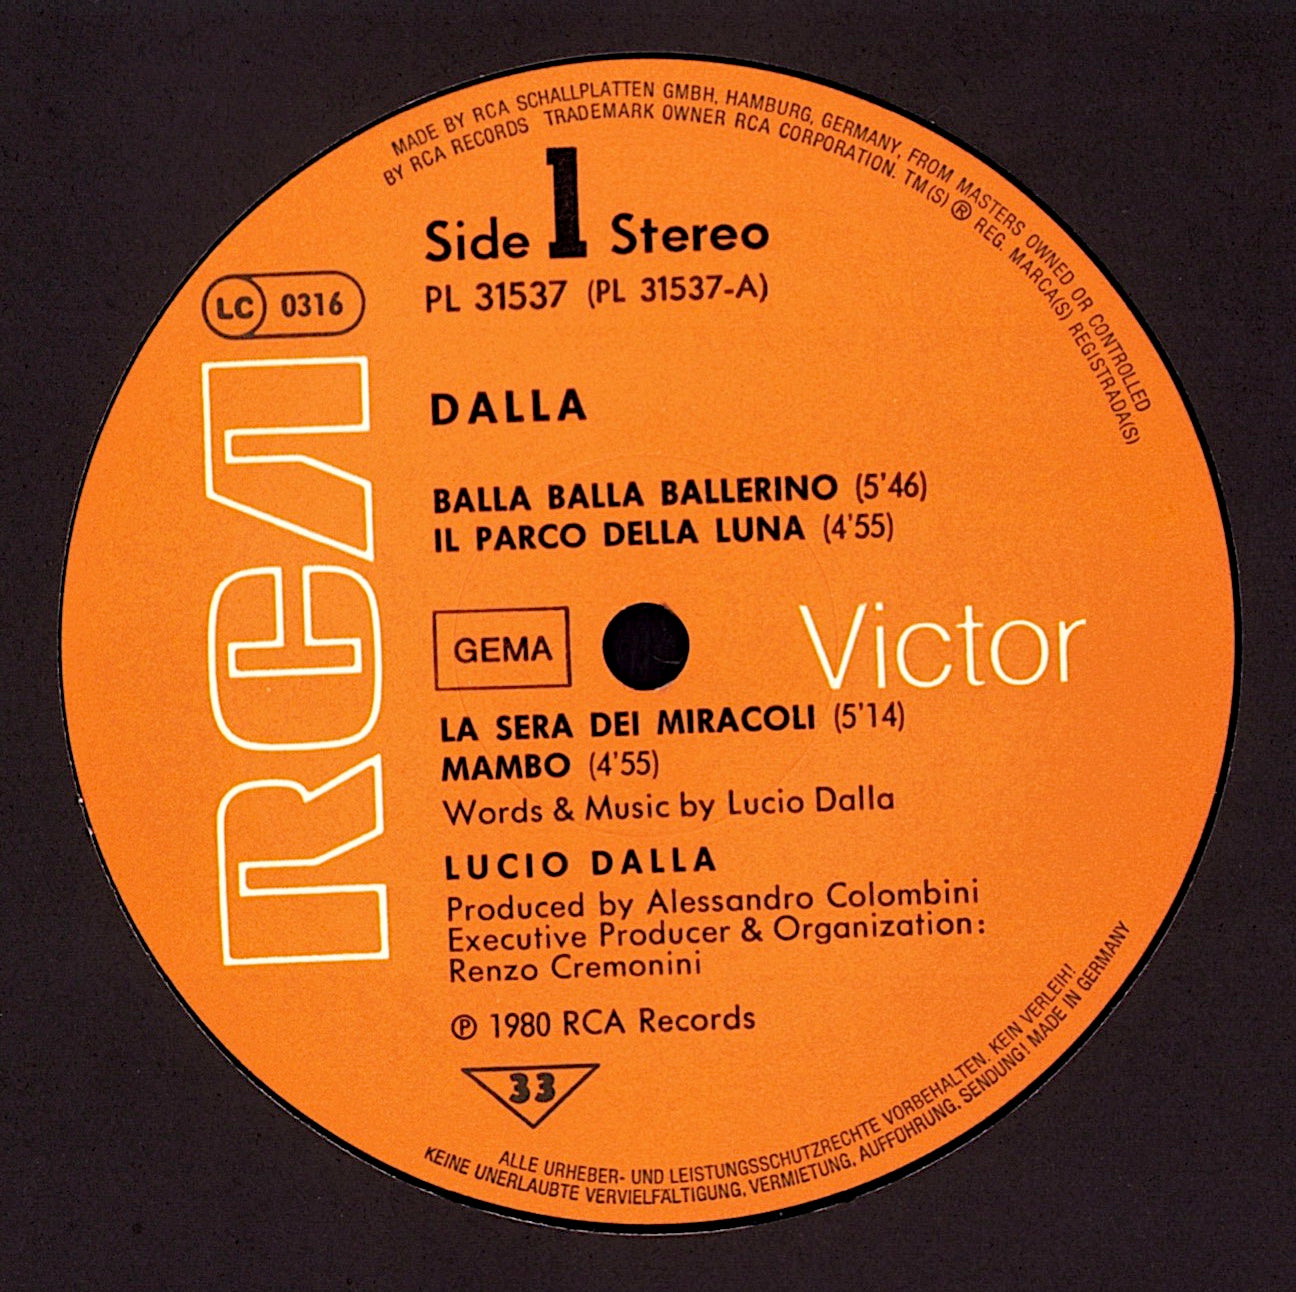 MADE BY RCA SCHALLPLATTEN GMBH, HAMBURG, GERMANY, FROM MASTERS OWNED OR CONTROLLED
BY RCA RECORDS TRADEMARK OWNER RCA CORPORATION. TM(S) ® REG. MARCA(S) REGISTRADA(S)
Side 1 Stereo
PL 31537 (PL 31537-A)
LC 0316
RCA
DALLA
BALLA BALLA BALLERINO (5'46)
IL PARCO DELLA LUNA (4'55)
GEMA
Victor
LA SERA DEI MIRACOLI (5'14)
MAMBO (4'55)
Words & Music by Lucio Dalla
LUCIO DALLA
Produced by Alessandro Colombini
Executive Producer & Organization:
Renzo Cremonini
℗ 1980 RCA Records
33
ALLE URHEBER- UND LEISTUNGSSCHUTZRECHTE VORBEHALTEN. KEIN VERLEIH!
KEINE UNERLAUBTE VERVIELFÄLTIGUNG, VERMIETUNG, AUFFÜHRUNG, SENDUNG! MADE IN GERMANY